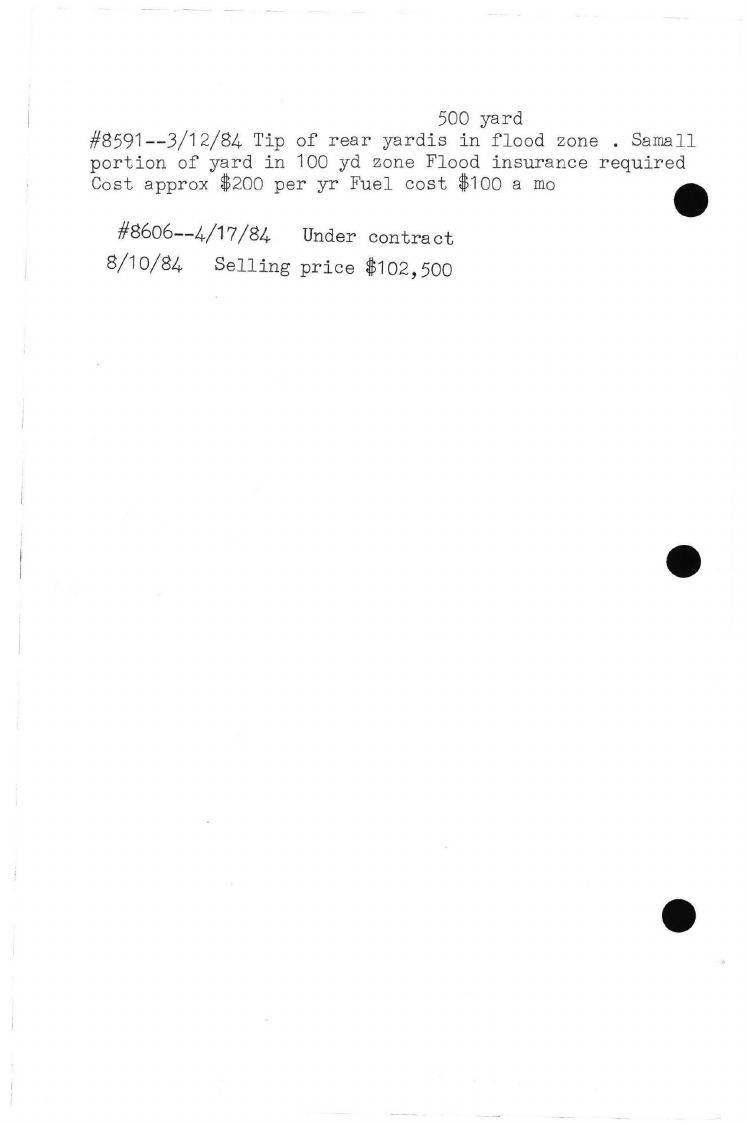 500 yard
#8591--3/12/84 Tip of rear yardis in flood zone . Samall
portion of yard in 100 yd zone Flood insurance required
Cost approx $200 per yr Fuel cost $100 a mo
#8606--4/17/84 Under contract
8/10/84 Selling price $102,500